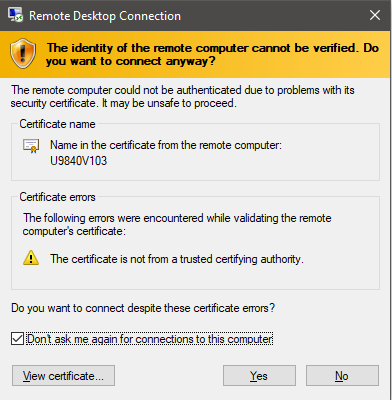 Remote Desktop Connection
The identity of the remote computer cannot be verified. Do
you want to connect anyway?
The remote computer could not be authenticated due to problems with its
security certificate. It may be unsafe to proceed.
Certificate name
Name in the certificate from the remote computer:
U9840V103
Certificate errors
The following errors were encountered while validating the remote
computer's certificate:
The certificate is not from a trusted certifying authority.
Do you want to connect despite these certificate errors?
Don't ask me again for connections to this computer
View certificate...
Yes
No